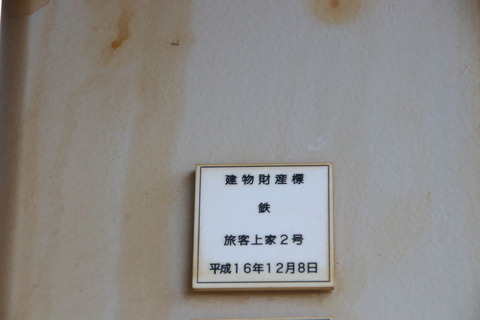 建物財産標
鉄
旅客上家2号
平成16年12月8日